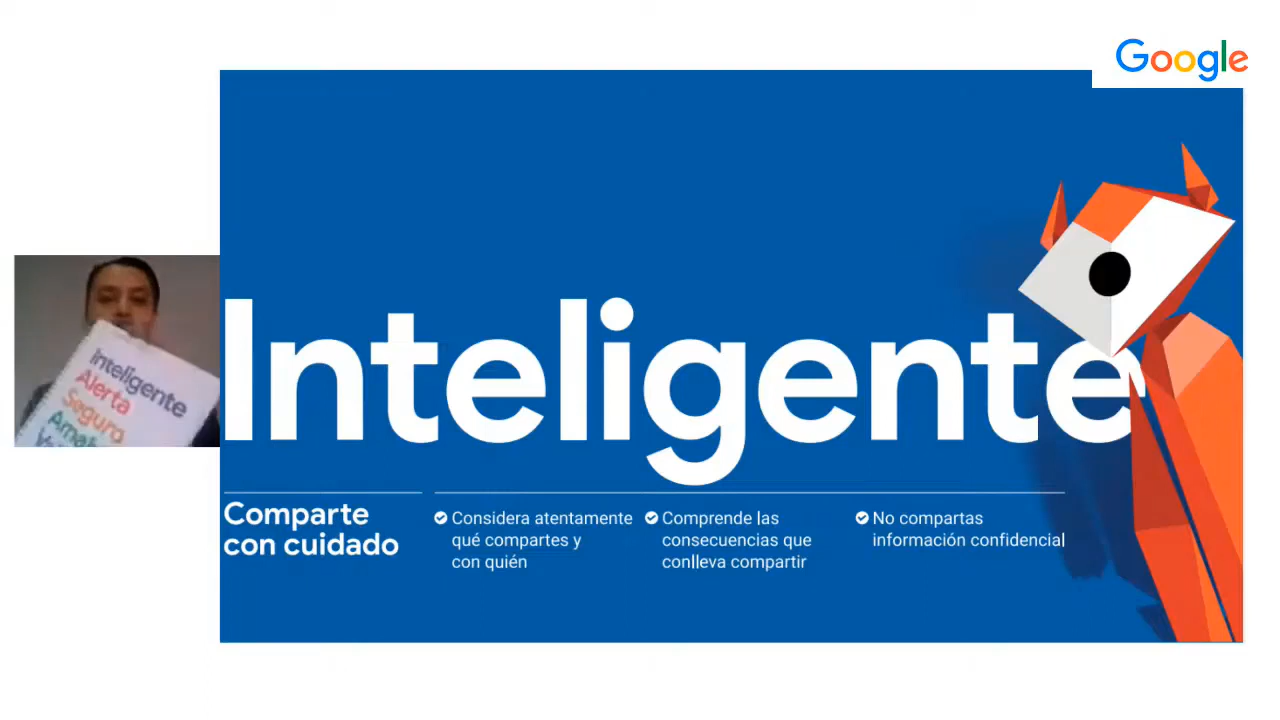 Google
Inteligente
Alerta
Seguro
Inteligente
Comparte
con cuidado
Considera atentamente
qué compartes y
con quién
Comprende las
consecuencias que
conlleva compartir
No compartas
información confidencial